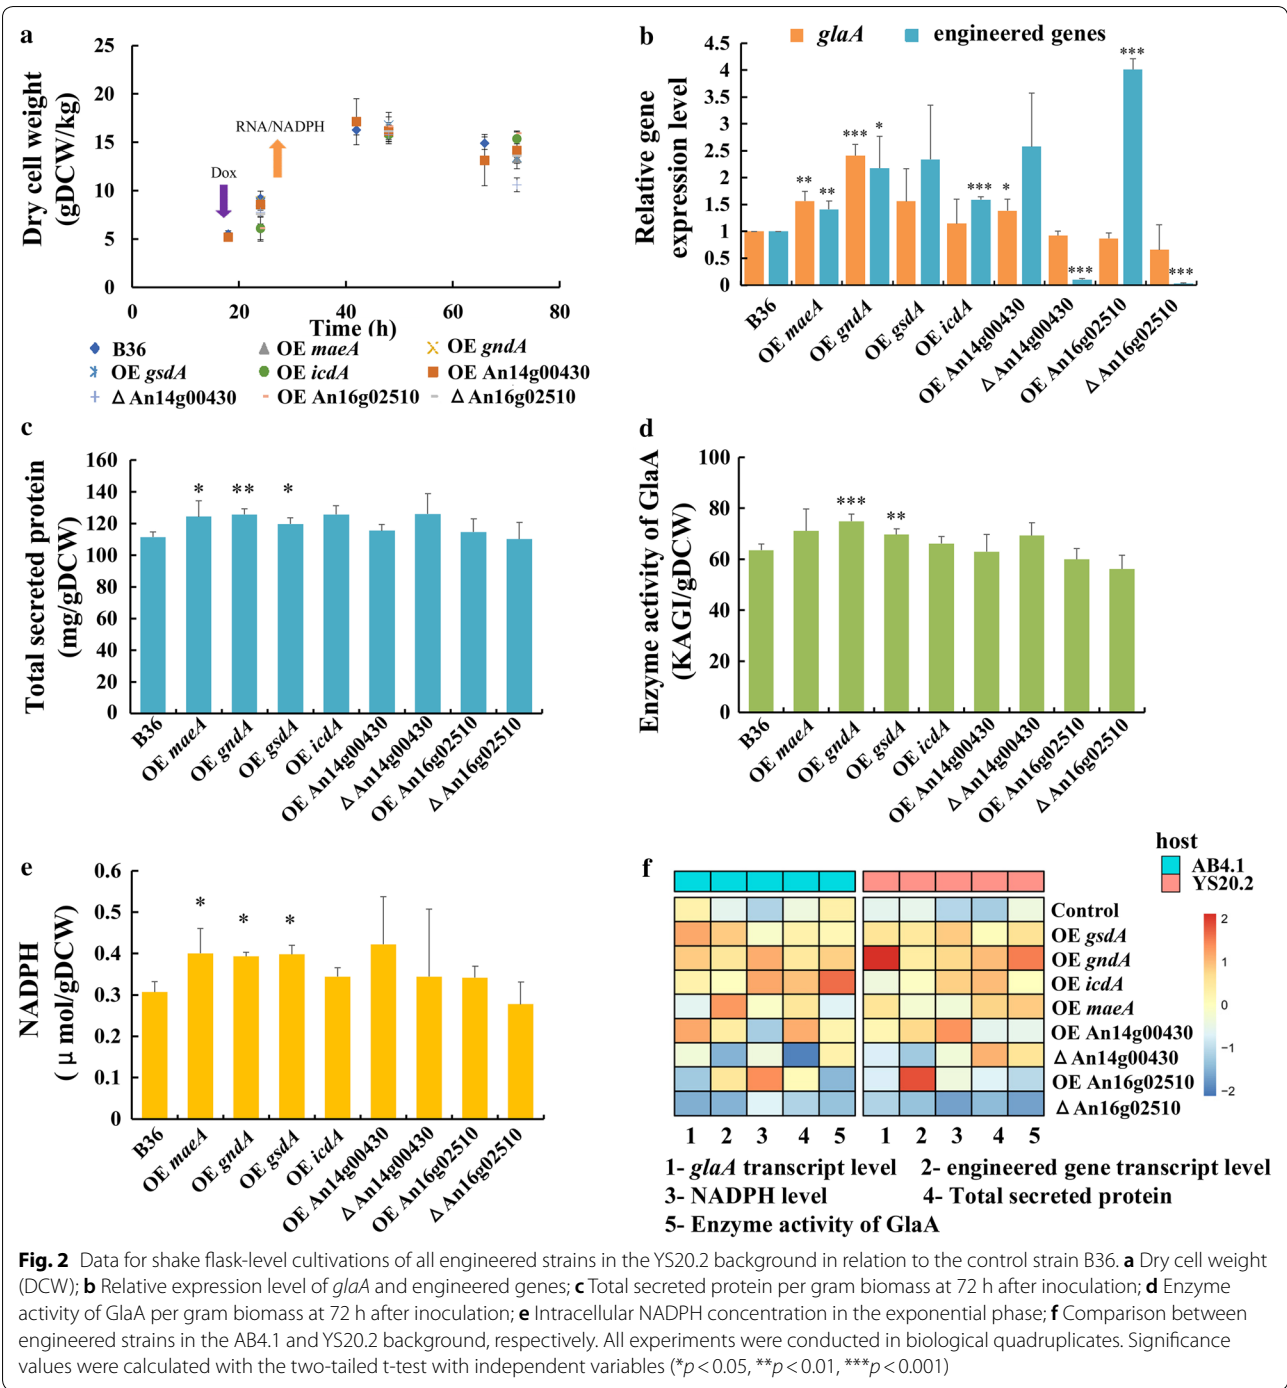 a
Dry cell weight
(gDCW/kg)
25
20
15
10
5
0
Dox
RNA/NADPH
0 20 40 60 80
Time (h)
B36 OE maeA OE gndA
OE gsdA OE icdA OE An14g00430
Δ An14g00430 OE An16g02510 Δ An16g02510
b
glaA engineered genes
Relative gene
expression level
4.5
4
3.5
3
2.5
2
1.5
1
0.5
0
** ** *** * *** * *** *** ***
B36 OE maeA OE gndA OE gsdA OE icdA OE An14g00430 Δ An14g00430 OE An16g02510 Δ An16g02510
c
Total secreted protein
(mg/gDCW)
160
140
120
100
80
60
40
20
0
* ** *
B36 OE maeA OE gndA OE gsdA OE icdA OE An14g00430 Δ An14g00430 OE An16g02510 Δ An16g02510
d
Enzyme activity of GlaA
(KAGI/gDCW)
100
80
60
40
20
0
*** **
B36 OE maeA OE gndA OE gsdA OE icdA OE An14g00430 Δ An14g00430 OE An16g02510 Δ An16g02510
e
NADPH
(μ mol/gDCW)
0.6
0.5
0.4
0.3
0.2
0.1
0
* * *
B36 OE maeA OE gndA OE gsdA OE icdA OE An14g00430 Δ An14g00430 OE An16g02510 Δ An16g02510
f
host
AB4.1
YS20.2
Control
OE gsdA
OE gndA
OE icdA
OE maeA
OE An14g00430
Δ An14g00430
OE An16g02510
Δ An16g02510
2
1
0
−1
−2
1 2 3 4 5 1 2 3 4 5
1- glaA transcript level 2- engineered gene transcript level
3- NADPH level 4- Total secreted protein
5- Enzyme activity of GlaA
Fig. 2 Data for shake flask-level cultivations of all engineered strains in the YS20.2 background in relation to the control strain B36. a Dry cell weight
(DCW); b Relative expression level of glaA and engineered genes; c Total secreted protein per gram biomass at 72 h after inoculation; d Enzyme
activity of GlaA per gram biomass at 72 h after inoculation; e Intracellular NADPH concentration in the exponential phase; f Comparison between
engineered strains in the AB4.1 and YS20.2 background, respectively. All experiments were conducted in biological quadruplicates. Significance
values were calculated with the two-tailed t-test with independent variables (*p < 0.05, **p < 0.01, ***p < 0.001)